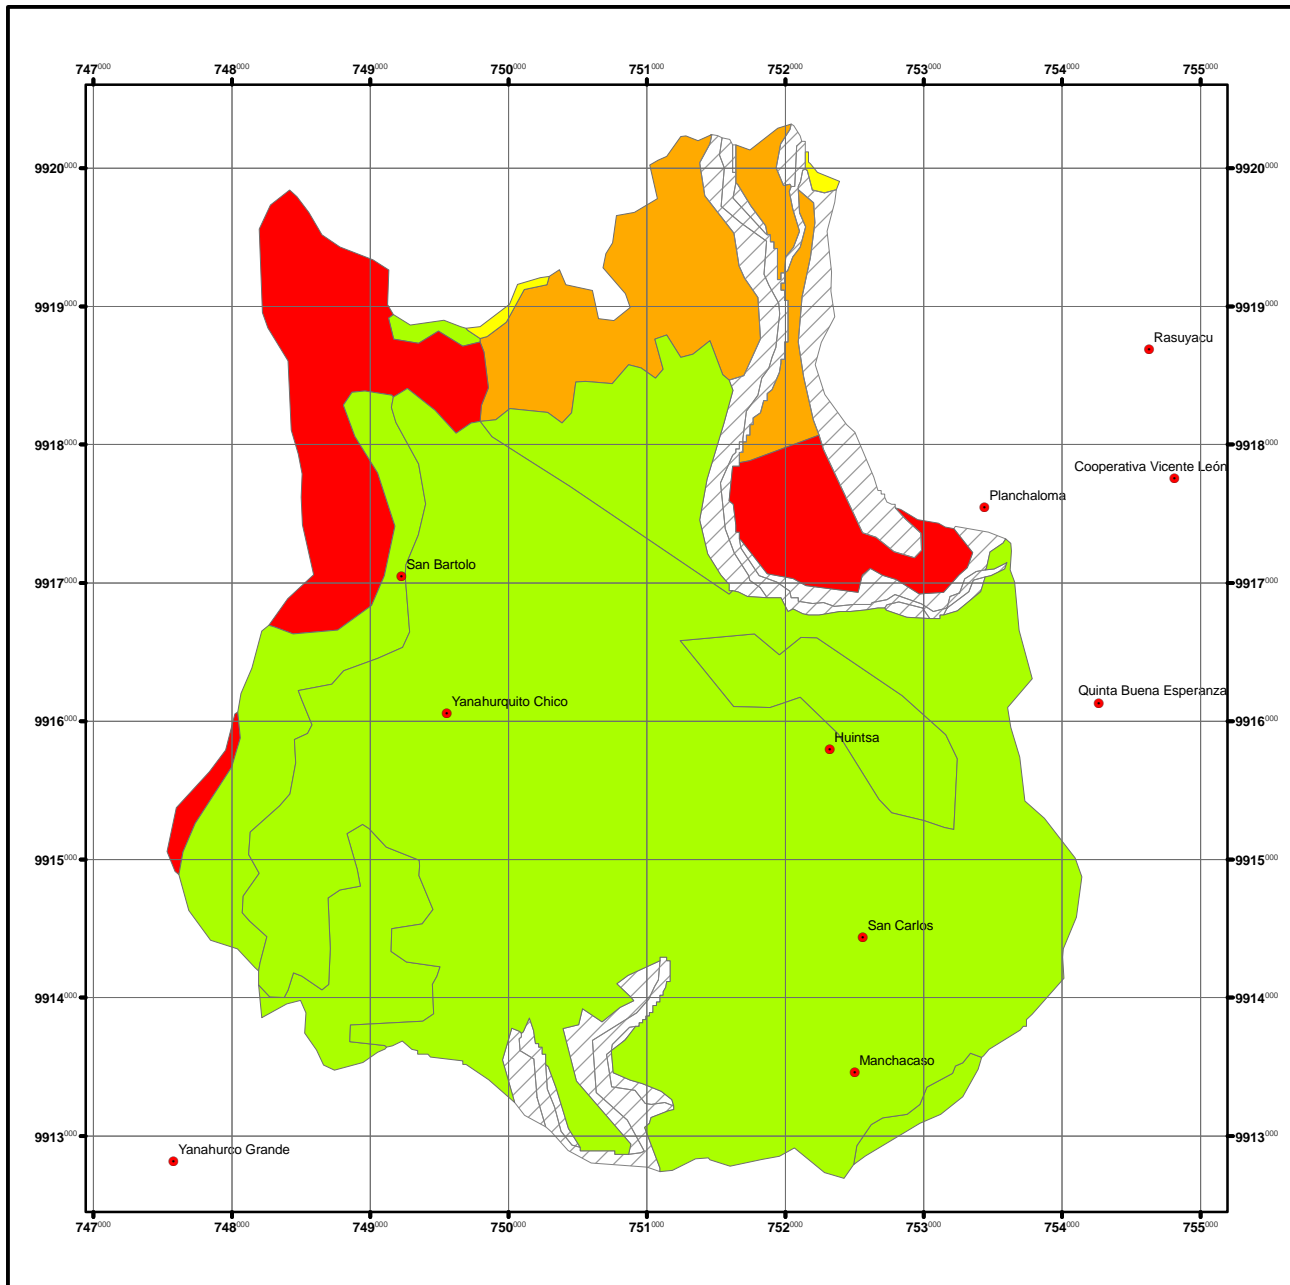 747000 748000 749000 750000 751000 752000 753000 754000 755000
9920000 9920000
9919000 9919000
Rasuyacu
9918000 9918000
Cooperativa Vicente León
Planchaloma
San Bartolo
9917000 9917000
Quinta Buena Esperanza
Yanahurquito Chico
9916000 9916000
Huintsa
9915000 9915000
San Carlos
9914000 9914000
Manchacaso
9913000 9913000
Yanahurco Grande
747000 748000 749000 750000 751000 752000 753000 754000 755000